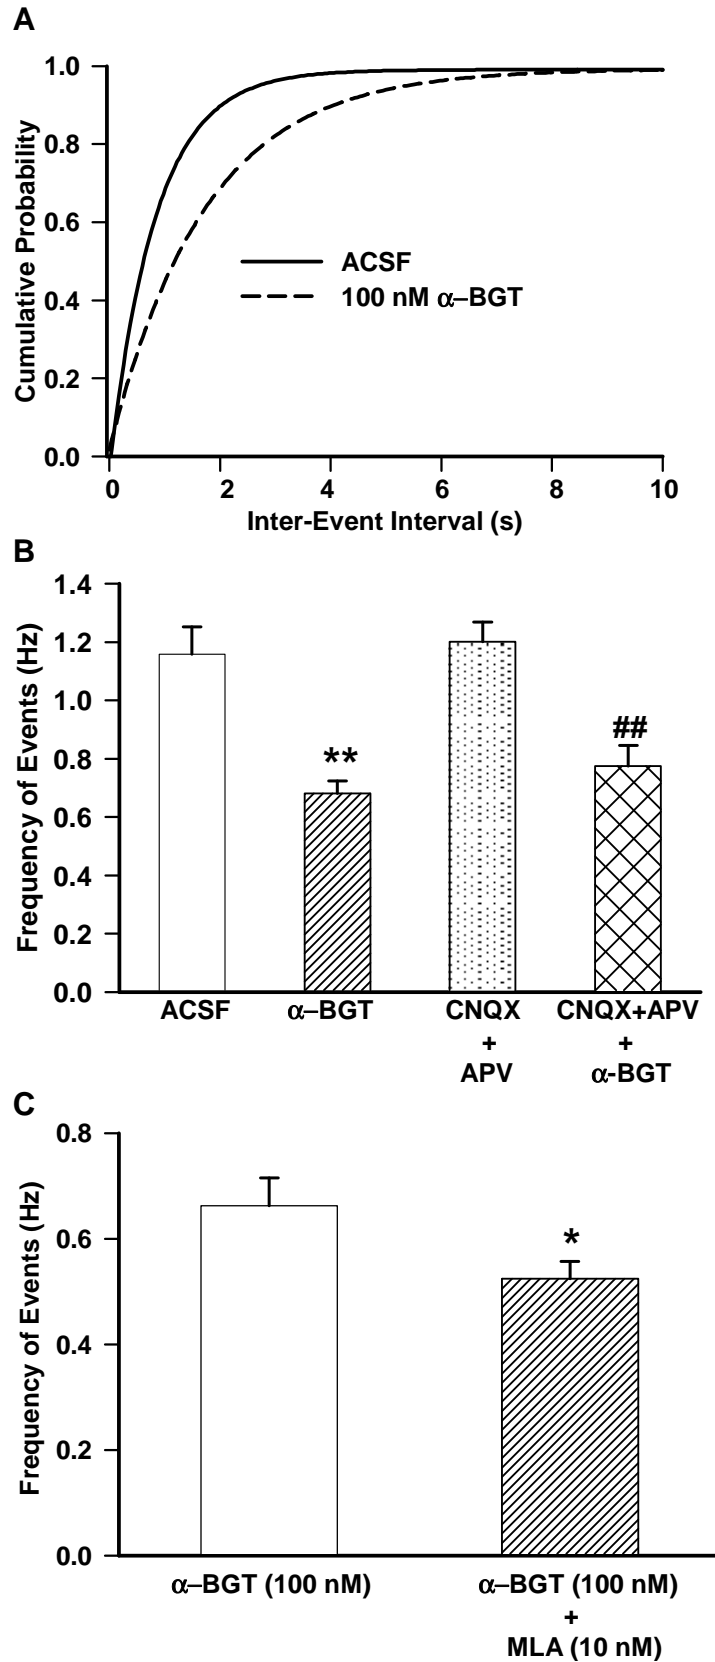 A
1.0
0.8
0.6
0.4
0.2
0.0
Cumulative Probability
ACSF
100 nM α–BGT
0 2 4 6 8 10
Inter-Event Interval (s)
B
1.4
1.2
1.0
0.8
0.6
0.4
0.2
0.0
Frequency of Events (Hz)
**
##
ACSF α–BGT CNQX CNQX+APV
+ +
APV α-BGT
C
0.8
0.6
0.4
0.2
0.0
Frequency of Events (Hz)
*
α–BGT (100 nM) α–BGT (100 nM)
+
MLA (10 nM)